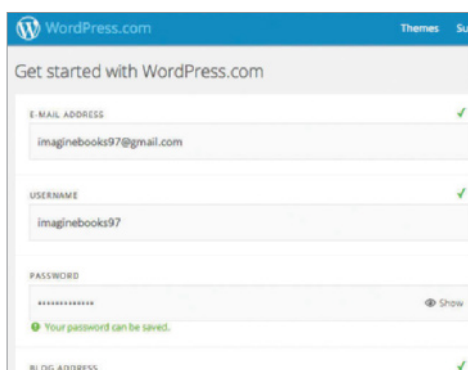 WordPress.com Themes Su
Get started with WordPress.com
E-MAIL ADDRESS
imaginebooks97@gmail.com
USERNAME
imaginebooks97
PASSWORD
************* Show
Your password can be saved.
BLOG ADDRESS